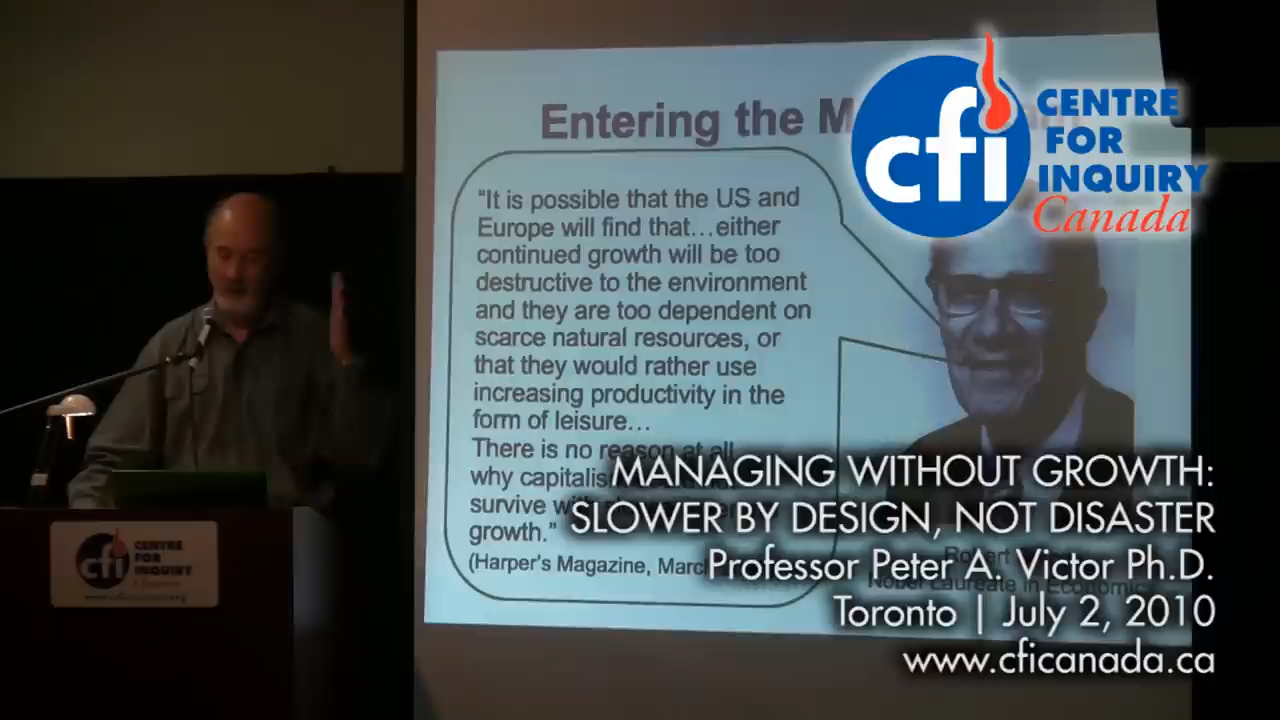 Entering the M
"It is possible that the US and
Europe will find that…either
continued growth will be too
destructive to the environment
and they are too dependent on
scarce natural resources, or
that they would rather use
increasing productivity in the
form of leisure…
There is no reason at all
why capitalis
survive
growth."
(Harper's Magazine, Marc
Nobel Laureate in Economics
cfi
CENTRE
FOR
INQUIRY
Canada
MANAGING WITHOUT GROWTH:
SLOWER BY DESIGN, NOT DISASTER
Professor Peter A. Victor Ph.D.
Toronto | July 2, 2010
www.cficanada.ca
cfi
CENTRE
FOR
INQUIRY